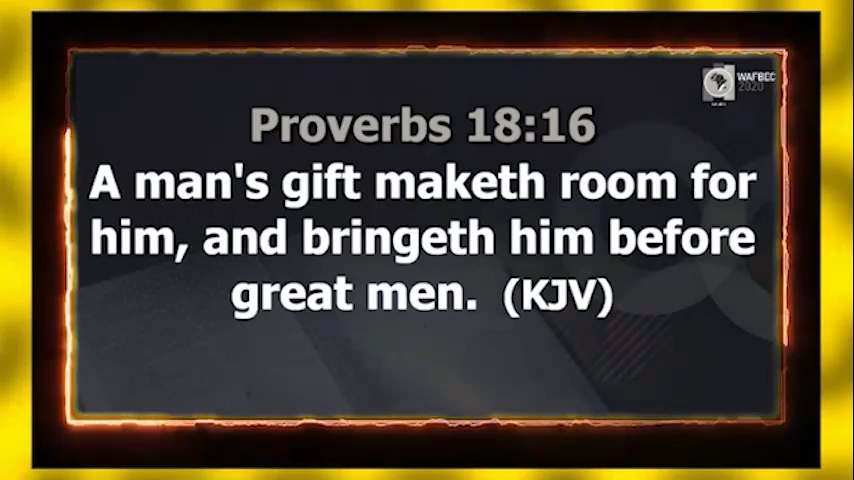 WAFBEC
2020
Proverbs 18:16
A man's gift maketh room for
him, and bringeth him before
great men. (KJV)